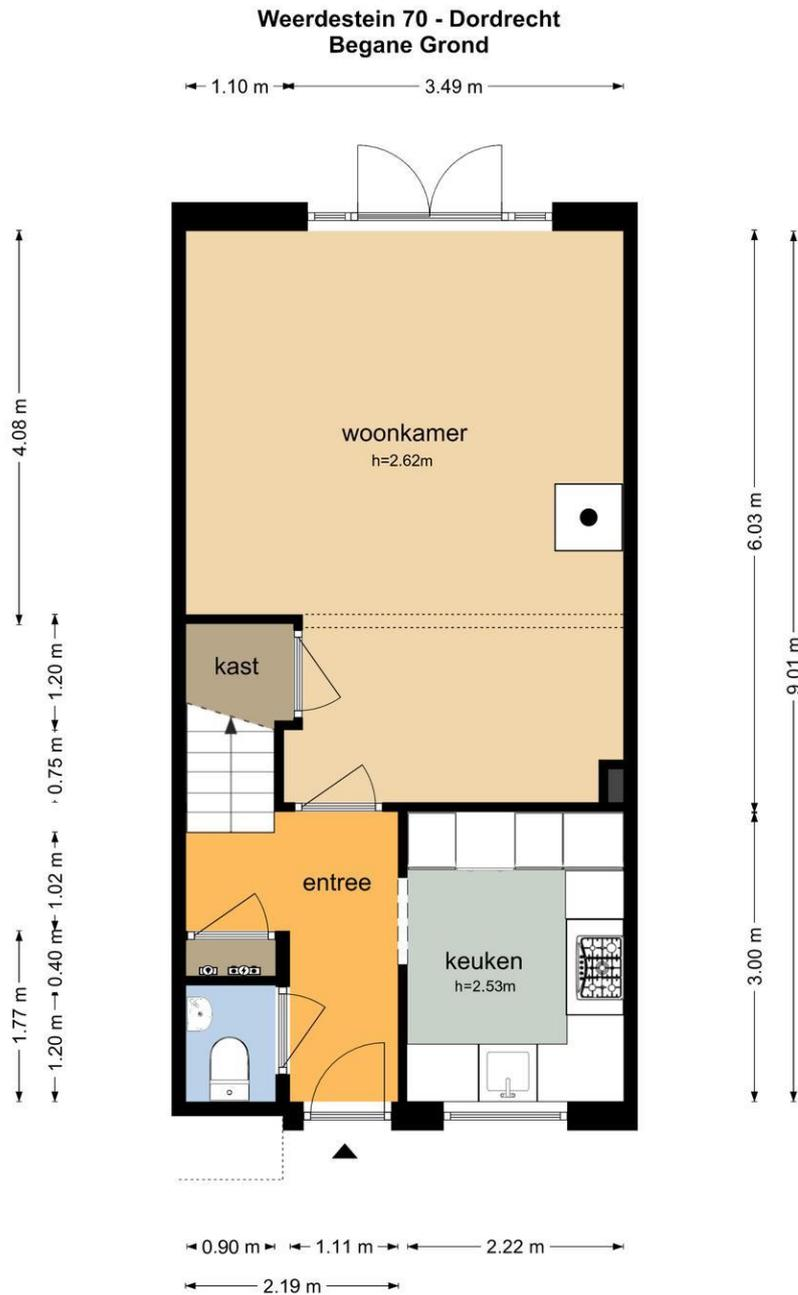 Weerdestein 70 - Dordrecht
Begane Grond
1.10 m
3.49 m
4.08 m
1.20 m
0.75 m
1.02 m
0.40 m
1.20 m
1.77 m
woonkamer
h=2.62m
kast
entree
keuken
h=2.53m
6.03 m
3.00 m
9.01 m
0.90 m
1.11 m
2.22 m
2.19 m